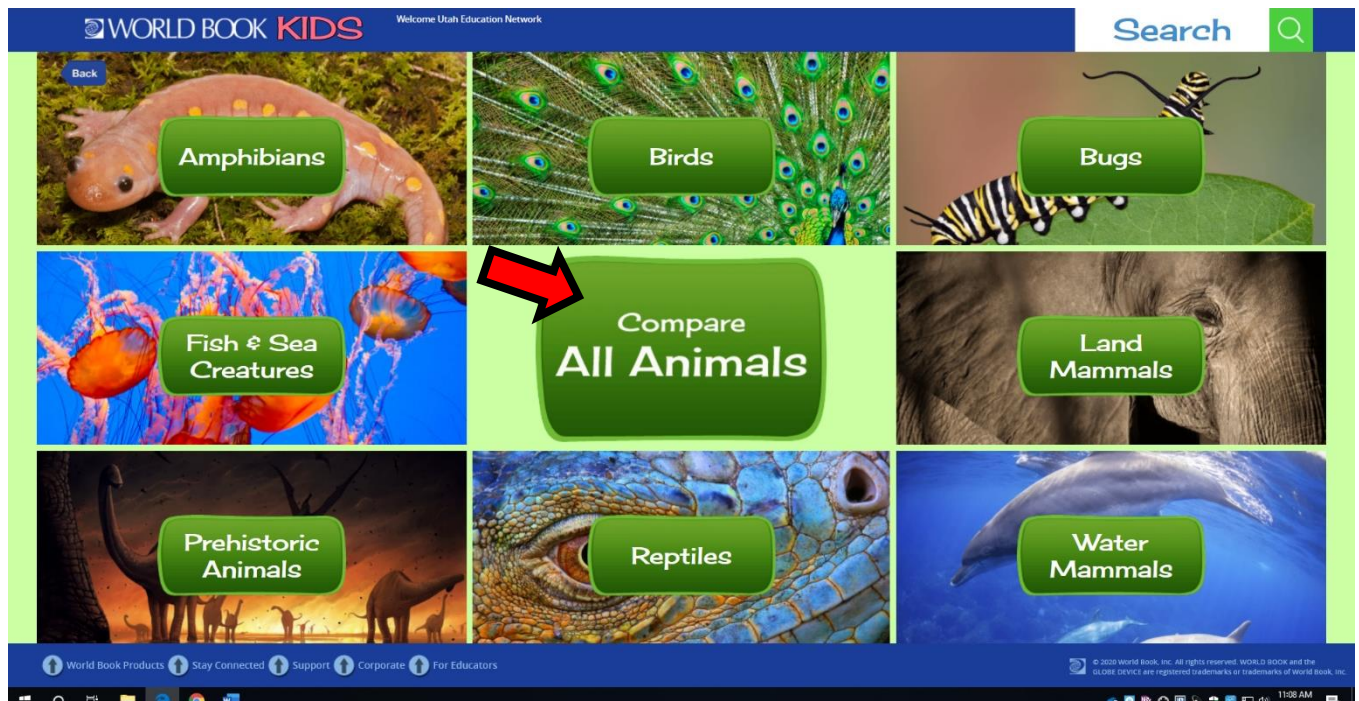 WORLD BOOK KIDS
Welcome Utah Education Network
Search
Back
Amphibians
Birds
Bugs
Fish & Sea
Creatures
Compare
All Animals
Land
Mammals
Prehistoric
Animals
Reptiles
Water
Mammals
World Book Products Stay Connected Support Corporate For Educators
© 2020 World Book, Inc. All rights reserved. WORLD BOOK and the
GLOBE DEVICE are registered trademarks or trademarks of World Book, Inc.
11:08 AM